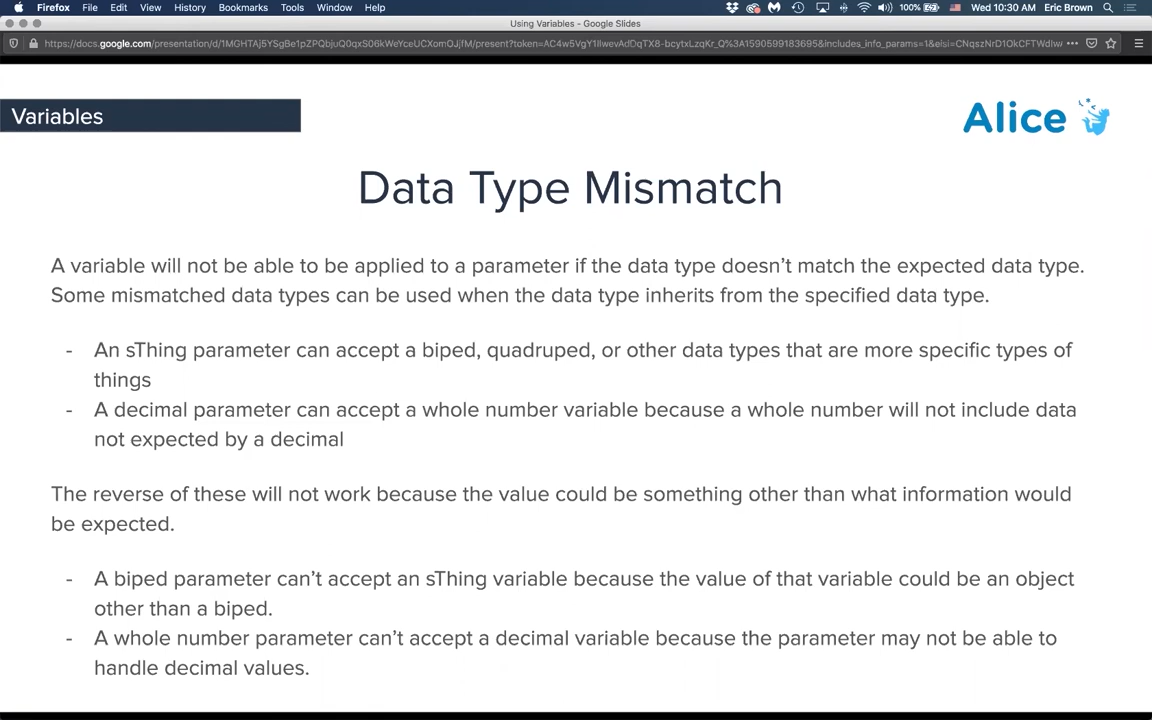 Firefox File Edit View History Bookmarks Tools Window Help 100% Wed 10:30 AM Eric Brown
Using Variables - Google Slides
Variables
Alice
Data Type Mismatch
A variable will not be able to be applied to a parameter if the data type doesn't match the expected data type.
Some mismatched data types can be used when the data type inherits from the specified data type.
- An sThing parameter can accept a biped, quadruped, or other data types that are more specific types of
things
- A decimal parameter can accept a whole number variable because a whole number will not include data
not expected by a decimal
The reverse of these will not work because the value could be something other than what information would
be expected.
- A biped parameter can't accept an sThing variable because the value of that variable could be an object
other than a biped.
- A whole number parameter can't accept a decimal variable because the parameter may not be able to
handle decimal values.